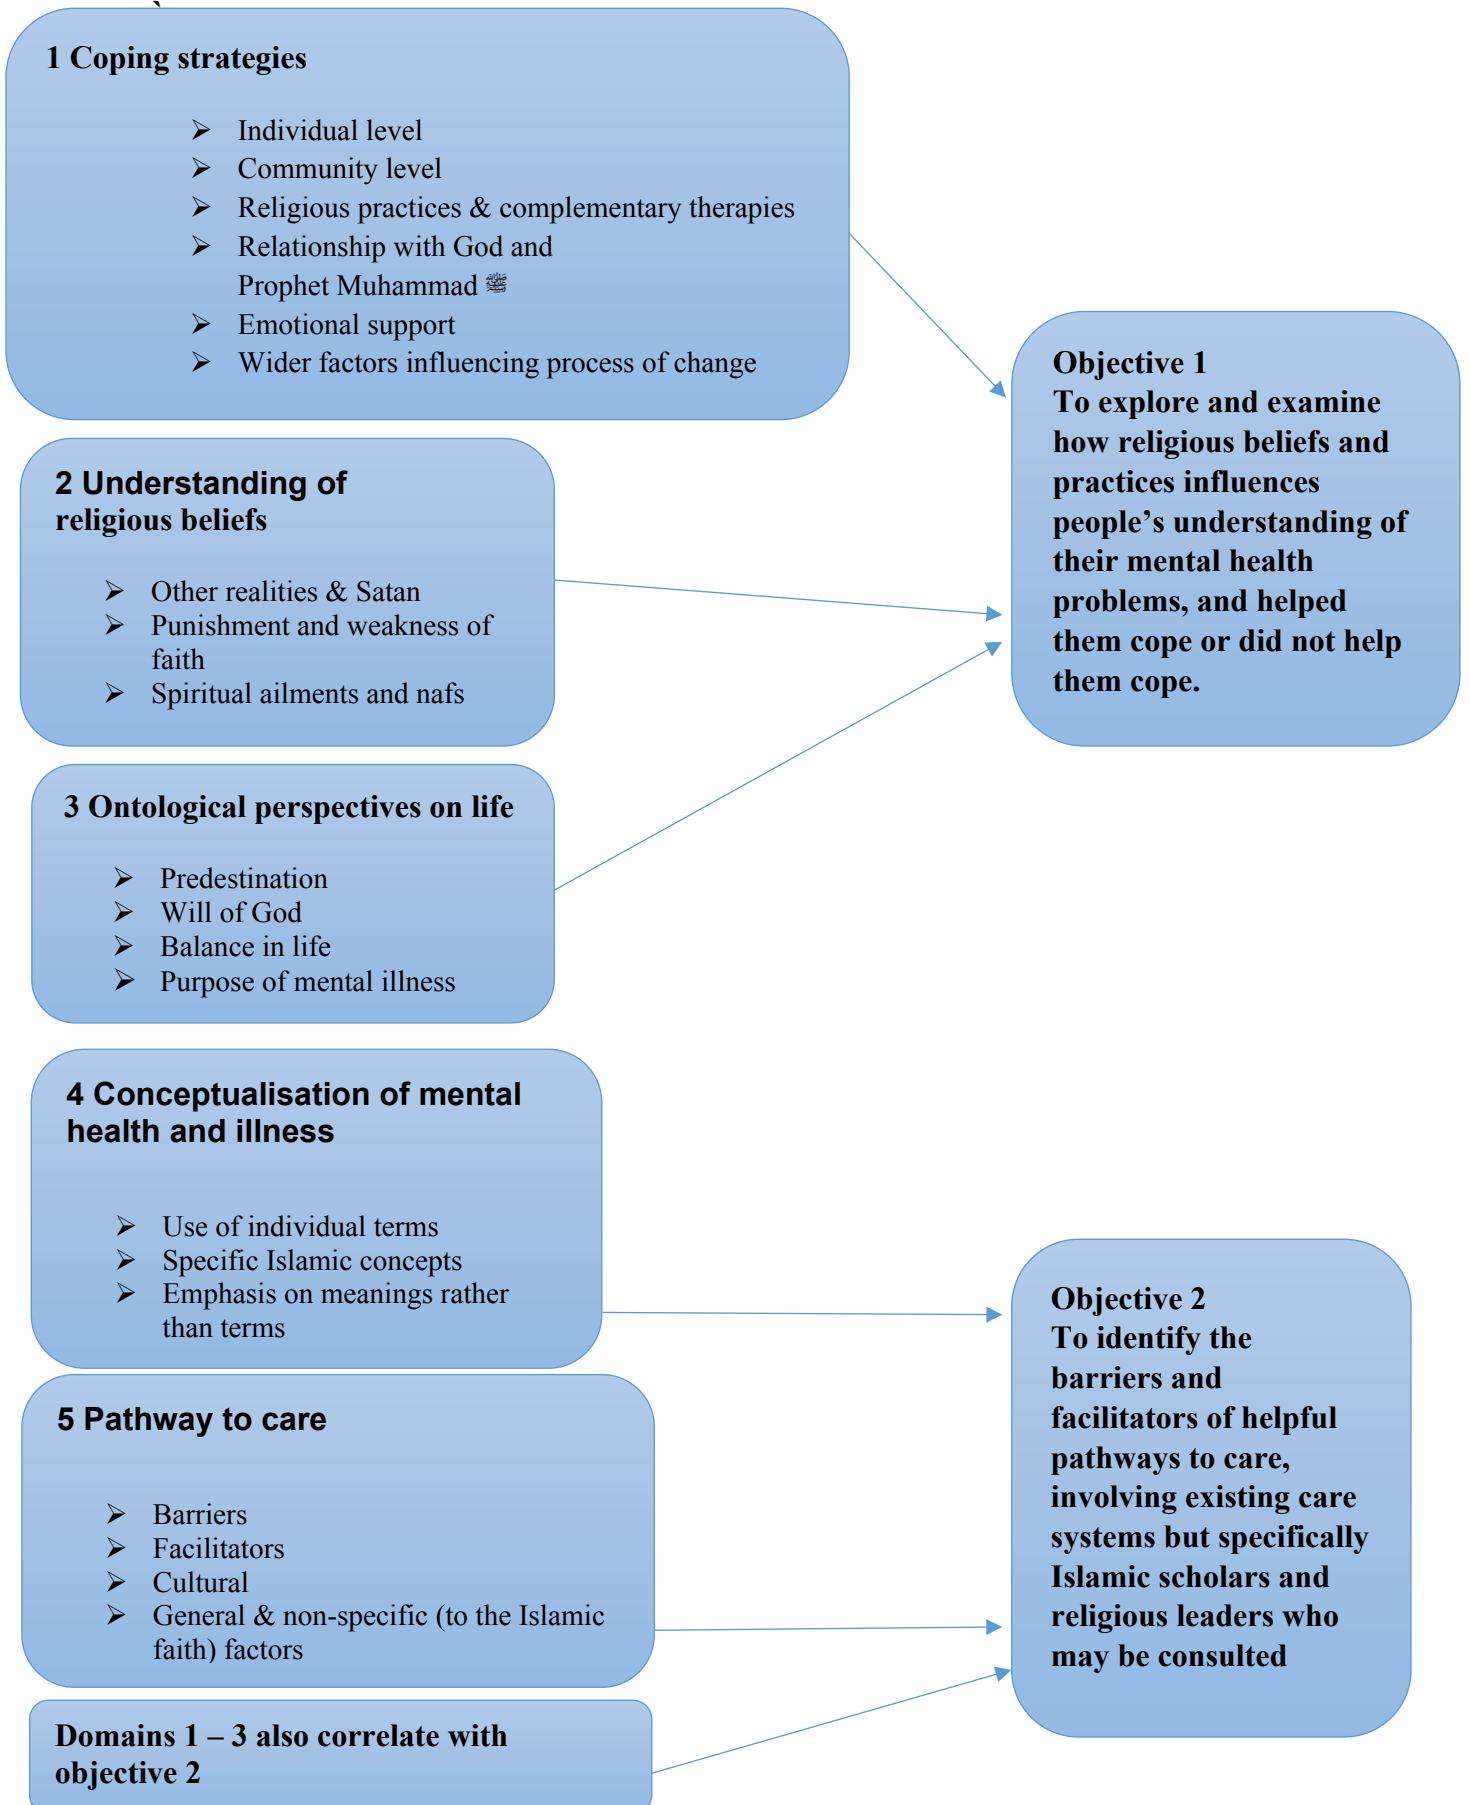 `
1 Coping strategies
➢ Individual level
➢ Community level
➢ Religious practices & complementary therapies
➢ Relationship with God and
Prophet Muhammad ﷺ
➢ Emotional support
➢ Wider factors influencing process of change
2 Understanding of
religious beliefs
➢ Other realities & Satan
➢ Punishment and weakness of
faith
➢ Spiritual ailments and nafs
3 Ontological perspectives on life
➢ Predestination
➢ Will of God
➢ Balance in life
➢ Purpose of mental illness
Objective 1
To explore and examine
how religious beliefs and
practices influences
people’s understanding of
their mental health
problems, and helped
them cope or did not help
them cope.
4 Conceptualisation of mental
health and illness
➢ Use of individual terms
➢ Specific Islamic concepts
➢ Emphasis on meanings rather
than terms
5 Pathway to care
➢ Barriers
➢ Facilitators
➢ Cultural
➢ General & non-specific (to the Islamic
faith) factors
Domains 1 – 3 also correlate with
objective 2
Objective 2
To identify the
barriers and
facilitators of helpful
pathways to care,
involving existing care
systems but specifically
Islamic scholars and
religious leaders who
may be consulted